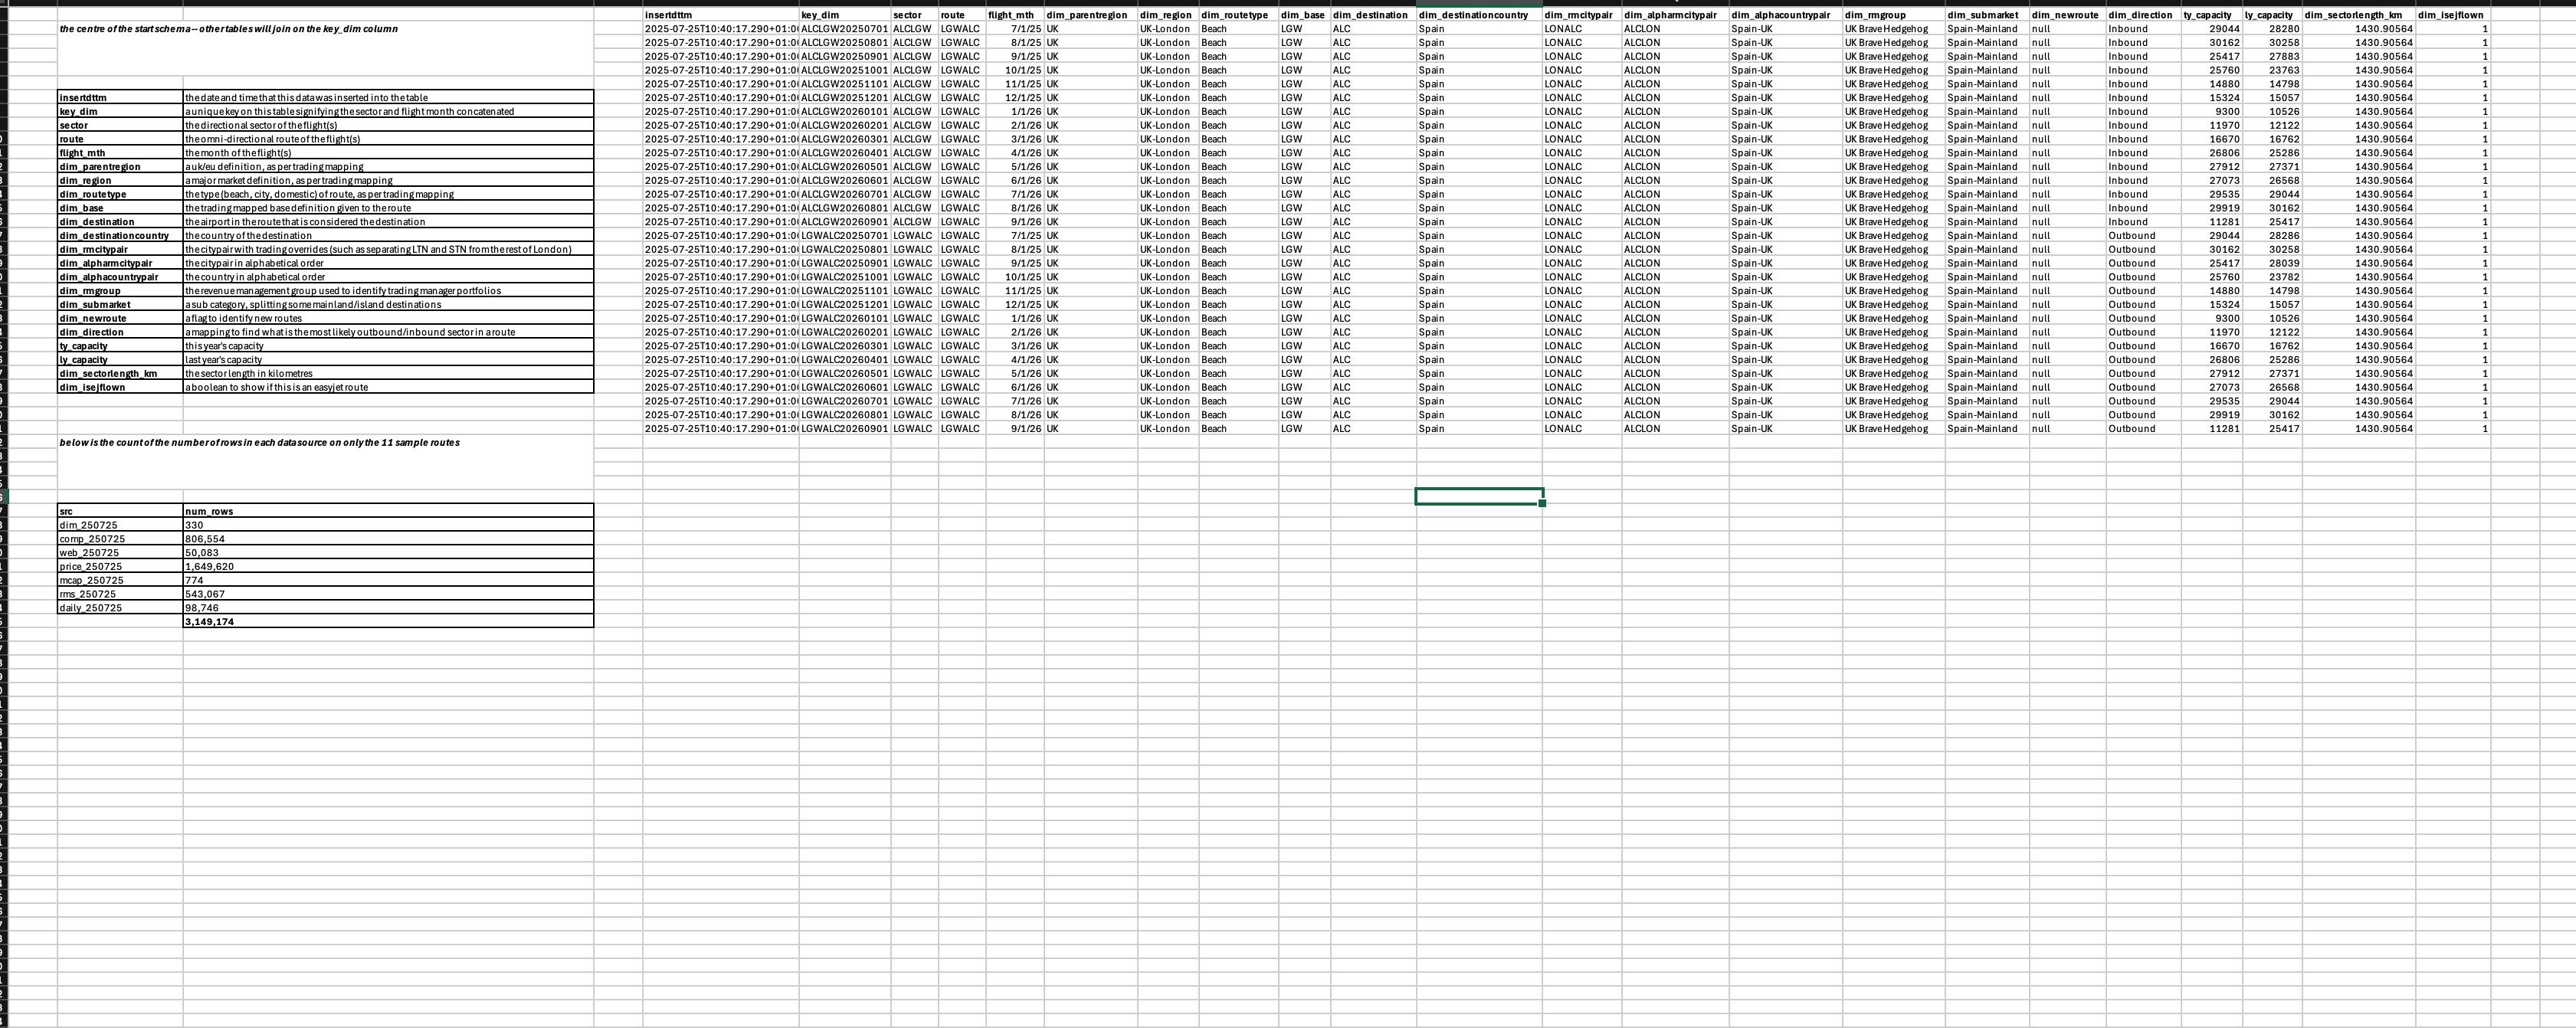 the centre of the start schema -- other tables will join on the key_dim column
insertdttm the date and time that this data was inserted into the table
key_dim a unique key on this table signifying the sector and flight month concatenated
sector the directional sector of the flight(s)
route the omni-directional route of the flight(s)
flight_mth the month of the flight(s)
dim_parentregion a uk/eu definition, as per trading mapping
dim_region a major market definition, as per trading mapping
dim_routetype the type (beach, city, domestic) of route, as per trading mapping
dim_base the trading mapped base definition given to the route
dim_destination the airport in the route that is considered the destination
dim_destinationcountry the country of the destination
dim_rmcitypair the citypair with trading overrides (such as separating LTN and STN from the rest of London)
dim_alpharmcitypair the citypair in alphabetical order
dim_alphacountrypair the country in alphabetical order
dim_rmgroup the revenue management group used to identify trading manager portfolios
dim_submarket a sub category, splitting some mainland/island destinations
dim_newroute a flag to identify new routes
dim_direction a mapping to find what is the most likely outbound/inbound sector in a route
ty_capacity this year's capacity
ly_capacity last year's capacity
dim_sectorlength_km the sector length in kilometres
dim_isejflown a boolean to show if this is an easyjet route
below is the count of the number of rows in each data source on only the 11 sample routes
src num_rows
dim_250725 330
comp_250725 806,554
web_250725 50,083
price_250725 1,649,620
mcap_250725 774
rms_250725 543,067
daily_250725 98,746
3,149,174
insertdttm key_dim sector route flight_mth dim_parentregion dim_region dim_routetype dim_base dim_destination dim_destinationcountry dim_rmcitypair dim_alpharmcitypair dim_alphacountrypair dim_rmgroup dim_submarket dim_newroute dim_direction ty_capacity ly_capacity dim_sectorlength_km dim_isejflown
2025-07-25T10:40:17.290+01:0 ALCLGW20250701 ALCLGW LGWALC 7/1/25 UK UK-London Beach LGW ALC Spain LONALC ALCLON Spain-UK UK Brave Hedgehog Spain-Mainland null Inbound 29044 28280 1430.90564 1
2025-07-25T10:40:17.290+01:0 ALCLGW20250801 ALCLGW LGWALC 8/1/25 UK UK-London Beach LGW ALC Spain LONALC ALCLON Spain-UK UK Brave Hedgehog Spain-Mainland null Inbound 30162 30258 1430.90564 1
2025-07-25T10:40:17.290+01:0 ALCLGW20250901 ALCLGW LGWALC 9/1/25 UK UK-London Beach LGW ALC Spain LONALC ALCLON Spain-UK UK Brave Hedgehog Spain-Mainland null Inbound 25417 27883 1430.90564 1
2025-07-25T10:40:17.290+01:0 ALCLGW20251001 ALCLGW LGWALC 10/1/25 UK UK-London Beach LGW ALC Spain LONALC ALCLON Spain-UK UK Brave Hedgehog Spain-Mainland null Inbound 25760 23763 1430.90564 1
2025-07-25T10:40:17.290+01:0 ALCLGW20251101 ALCLGW LGWALC 11/1/25 UK UK-London Beach LGW ALC Spain LONALC ALCLON Spain-UK UK Brave Hedgehog Spain-Mainland null Inbound 14880 14798 1430.90564 1
2025-07-25T10:40:17.290+01:0 ALCLGW20251201 ALCLGW LGWALC 12/1/25 UK UK-London Beach LGW ALC Spain LONALC ALCLON Spain-UK UK Brave Hedgehog Spain-Mainland null Inbound 15324 15057 1430.90564 1
2025-07-25T10:40:17.290+01:0 ALCLGW20260101 ALCLGW LGWALC 1/1/26 UK UK-London Beach LGW ALC Spain LONALC ALCLON Spain-UK UK Brave Hedgehog Spain-Mainland null Inbound 9300 10526 1430.90564 1
2025-07-25T10:40:17.290+01:0 ALCLGW20260201 ALCLGW LGWALC 2/1/26 UK UK-London Beach LGW ALC Spain LONALC ALCLON Spain-UK UK Brave Hedgehog Spain-Mainland null Inbound 11970 12122 1430.90564 1
2025-07-25T10:40:17.290+01:0 ALCLGW20260301 ALCLGW LGWALC 3/1/26 UK UK-London Beach LGW ALC Spain LONALC ALCLON Spain-UK UK Brave Hedgehog Spain-Mainland null Inbound 16670 16762 1430.90564 1
2025-07-25T10:40:17.290+01:0 ALCLGW20260401 ALCLGW LGWALC 4/1/26 UK UK-London Beach LGW ALC Spain LONALC ALCLON Spain-UK UK Brave Hedgehog Spain-Mainland null Inbound 26806 25286 1430.90564 1
2025-07-25T10:40:17.290+01:0 ALCLGW20260501 ALCLGW LGWALC 5/1/26 UK UK-London Beach LGW ALC Spain LONALC ALCLON Spain-UK UK Brave Hedgehog Spain-Mainland null Inbound 27912 27371 1430.90564 1
2025-07-25T10:40:17.290+01:0 ALCLGW20260601 ALCLGW LGWALC 6/1/26 UK UK-London Beach LGW ALC Spain LONALC ALCLON Spain-UK UK Brave Hedgehog Spain-Mainland null Inbound 27073 26568 1430.90564 1
2025-07-25T10:40:17.290+01:0 ALCLGW20260701 ALCLGW LGWALC 7/1/26 UK UK-London Beach LGW ALC Spain LONALC ALCLON Spain-UK UK Brave Hedgehog Spain-Mainland null Inbound 29535 29044 1430.90564 1
2025-07-25T10:40:17.290+01:0 ALCLGW20260801 ALCLGW LGWALC 8/1/26 UK UK-London Beach LGW ALC Spain LONALC ALCLON Spain-UK UK Brave Hedgehog Spain-Mainland null Inbound 29919 30162 1430.90564 1
2025-07-25T10:40:17.290+01:0 ALCLGW20260901 ALCLGW LGWALC 9/1/26 UK UK-London Beach LGW ALC Spain LONALC ALCLON Spain-UK UK Brave Hedgehog Spain-Mainland null Inbound 11281 25417 1430.90564 1
2025-07-25T10:40:17.290+01:0 LGWALC20250701 LGWALC LGWALC 7/1/25 UK UK-London Beach LGW ALC Spain LONALC ALCLON Spain-UK UK Brave Hedgehog Spain-Mainland null Outbound 29044 28286 1430.90564 1
2025-07-25T10:40:17.290+01:0 LGWALC20250801 LGWALC LGWALC 8/1/25 UK UK-London Beach LGW ALC Spain LONALC ALCLON Spain-UK UK Brave Hedgehog Spain-Mainland null Outbound 30162 30258 1430.90564 1
2025-07-25T10:40:17.290+01:0 LGWALC20250901 LGWALC LGWALC 9/1/25 UK UK-London Beach LGW ALC Spain LONALC ALCLON Spain-UK UK Brave Hedgehog Spain-Mainland null Outbound 25417 28039 1430.90564 1
2025-07-25T10:40:17.290+01:0 LGWALC20251001 LGWALC LGWALC 10/1/25 UK UK-London Beach LGW ALC Spain LONALC ALCLON Spain-UK UK Brave Hedgehog Spain-Mainland null Outbound 25760 23782 1430.90564 1
2025-07-25T10:40:17.290+01:0 LGWALC20251101 LGWALC LGWALC 11/1/25 UK UK-London Beach LGW ALC Spain LONALC ALCLON Spain-UK UK Brave Hedgehog Spain-Mainland null Outbound 14880 14798 1430.90564 1
2025-07-25T10:40:17.290+01:0 LGWALC20251201 LGWALC LGWALC 12/1/25 UK UK-London Beach LGW ALC Spain LONALC ALCLON Spain-UK UK Brave Hedgehog Spain-Mainland null Outbound 15324 15057 1430.90564 1
2025-07-25T10:40:17.290+01:0 LGWALC20260101 LGWALC LGWALC 1/1/26 UK UK-London Beach LGW ALC Spain LONALC ALCLON Spain-UK UK Brave Hedgehog Spain-Mainland null Outbound 9300 10526 1430.90564 1
2025-07-25T10:40:17.290+01:0 LGWALC20260201 LGWALC LGWALC 2/1/26 UK UK-London Beach LGW ALC Spain LONALC ALCLON Spain-UK UK Brave Hedgehog Spain-Mainland null Outbound 11970 12122 1430.90564 1
2025-07-25T10:40:17.290+01:0 LGWALC20260301 LGWALC LGWALC 3/1/26 UK UK-London Beach LGW ALC Spain LONALC ALCLON Spain-UK UK Brave Hedgehog Spain-Mainland null Outbound 16670 16762 1430.90564 1
2025-07-25T10:40:17.290+01:0 LGWALC20260401 LGWALC LGWALC 4/1/26 UK UK-London Beach LGW ALC Spain LONALC ALCLON Spain-UK UK Brave Hedgehog Spain-Mainland null Outbound 26806 25286 1430.90564 1
2025-07-25T10:40:17.290+01:0 LGWALC20260501 LGWALC LGWALC 5/1/26 UK UK-London Beach LGW ALC Spain LONALC ALCLON Spain-UK UK Brave Hedgehog Spain-Mainland null Outbound 27912 27371 1430.90564 1
2025-07-25T10:40:17.290+01:0 LGWALC20260601 LGWALC LGWALC 6/1/26 UK UK-London Beach LGW ALC Spain LONALC ALCLON Spain-UK UK Brave Hedgehog Spain-Mainland null Outbound 27073 26568 1430.90564 1
2025-07-25T10:40:17.290+01:0 LGWALC20260701 LGWALC LGWALC 7/1/26 UK UK-London Beach LGW ALC Spain LONALC ALCLON Spain-UK UK Brave Hedgehog Spain-Mainland null Outbound 29535 29044 1430.90564 1
2025-07-25T10:40:17.290+01:0 LGWALC20260801 LGWALC LGWALC 8/1/26 UK UK-London Beach LGW ALC Spain LONALC ALCLON Spain-UK UK Brave Hedgehog Spain-Mainland null Outbound 29919 30162 1430.90564 1
2025-07-25T10:40:17.290+01:0 LGWALC20260901 LGWALC LGWALC 9/1/26 UK UK-London Beach LGW ALC Spain LONALC ALCLON Spain-UK UK Brave Hedgehog Spain-Mainland null Outbound 11281 25417 1430.90564 1